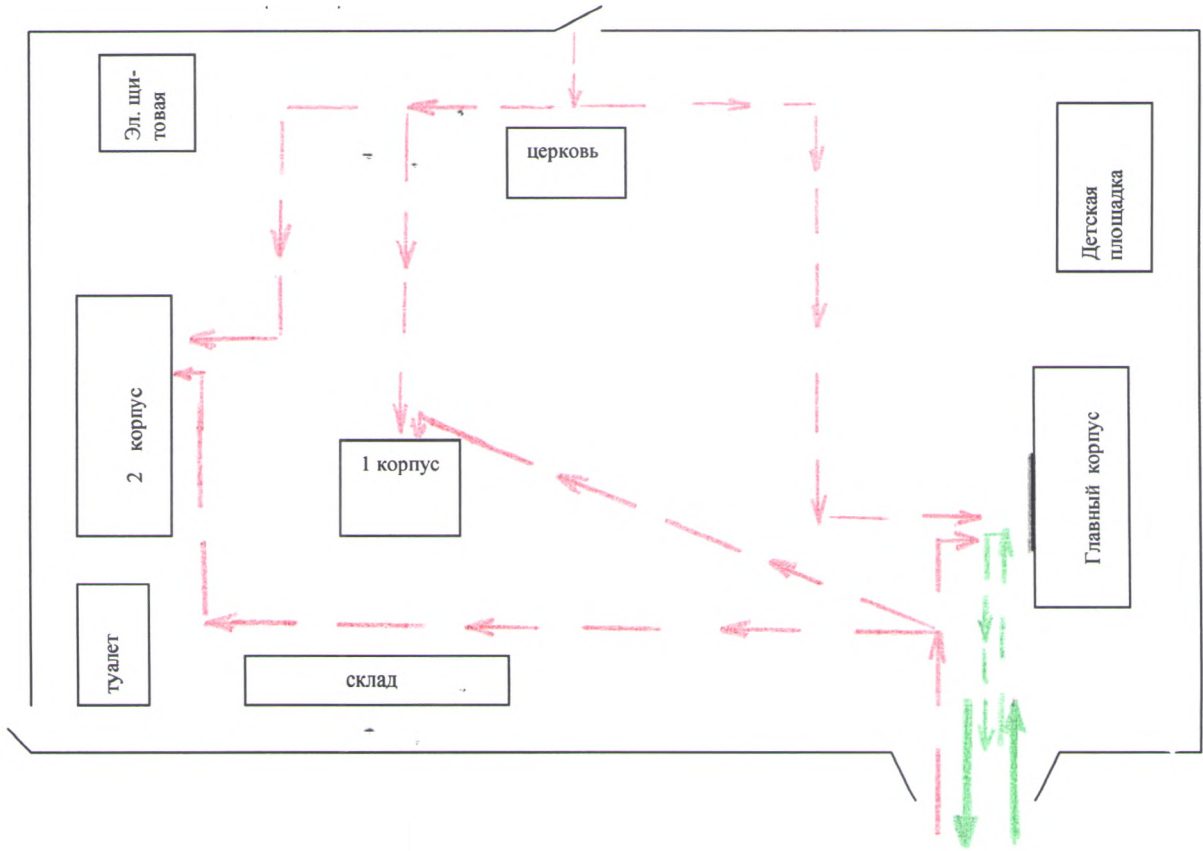 Эл. щи-
товая
церковь
Детская
площадка
2 корпус
1 корпус
Главный корпус
туалет
склад